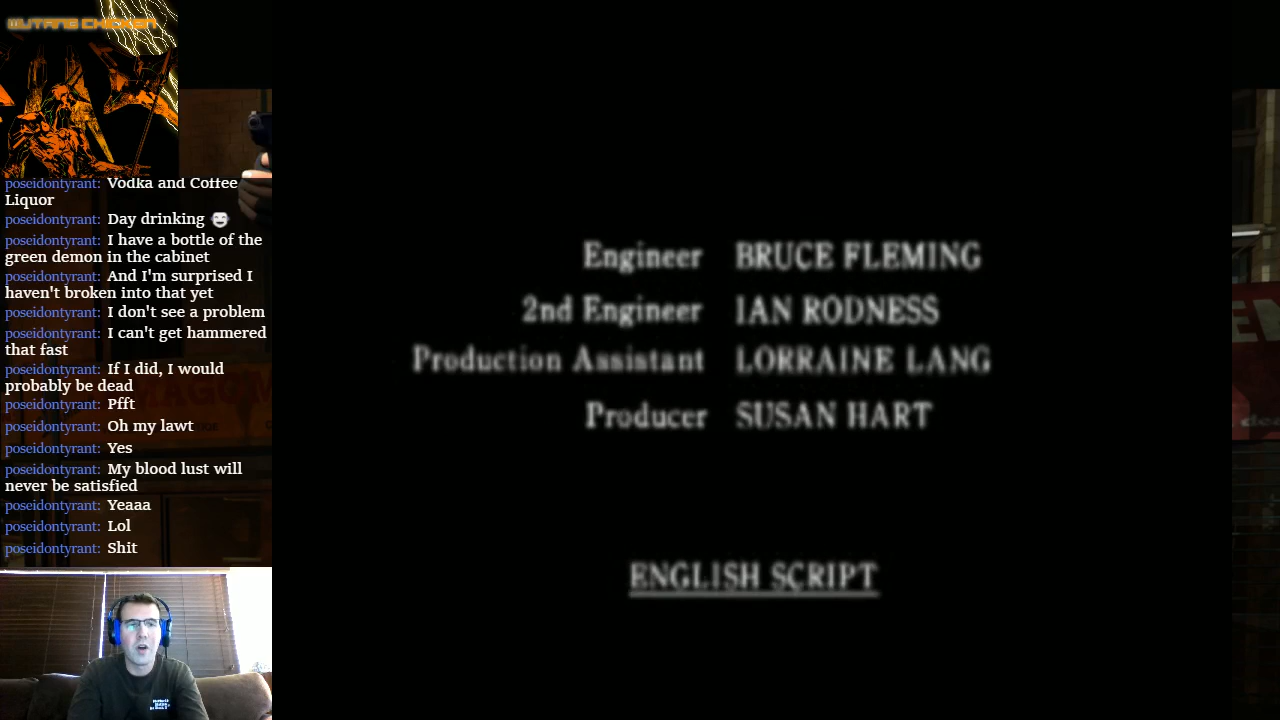 WUTANG CHICKEN
poseidontyrant: Vodka and Coffee
Liquor
poseidontyrant: Day drinking
poseidontyrant: I have a bottle of the
green demon in the cabinet
poseidontyrant: And I'm surprised I
haven't broken into that yet
poseidontyrant: I don't see a problem
poseidontyrant: I can't get hammered
that fast
poseidontyrant: If I did, I would
probably be dead
poseidontyrant: Pfft
poseidontyrant: Oh my lawt
poseidontyrant: Yes
poseidontyrant: My blood lust will
never be satisfied
poseidontyrant: Yeaaa
poseidontyrant: Lol
poseidontyrant: Shit
Engineer BRUCE FLEMING
2nd Engineer IAN RODNESS
Production Assistant LORRAINE LANG
Producer SUSAN HART
ENGLISH SCRIPT